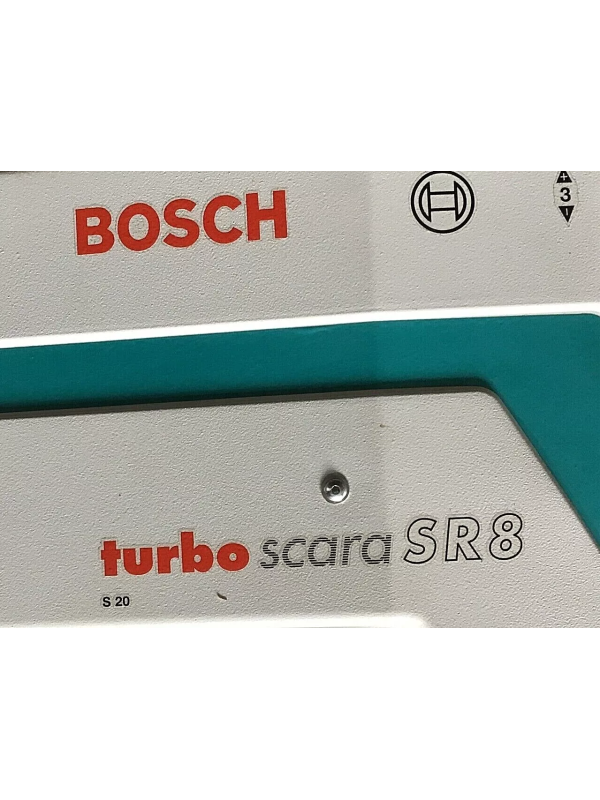 BOSCH
+
3
-
turbo scara SR8
S 20